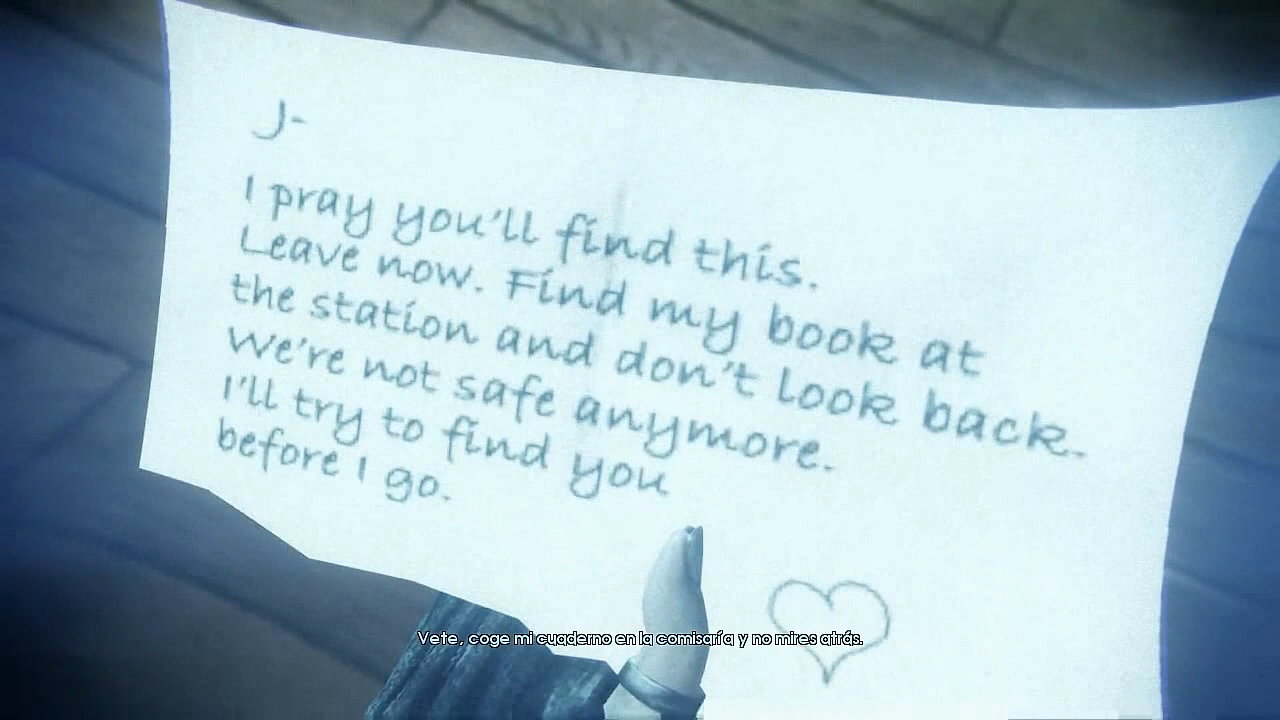 J-
I pray you'll find this.
Leave now. Find my book at
the station and don't look back.
We're not safe anymore.
I'll try to find you
before I go.
Vete, coge mi cuaderno en la comisaría y no mires atrás.